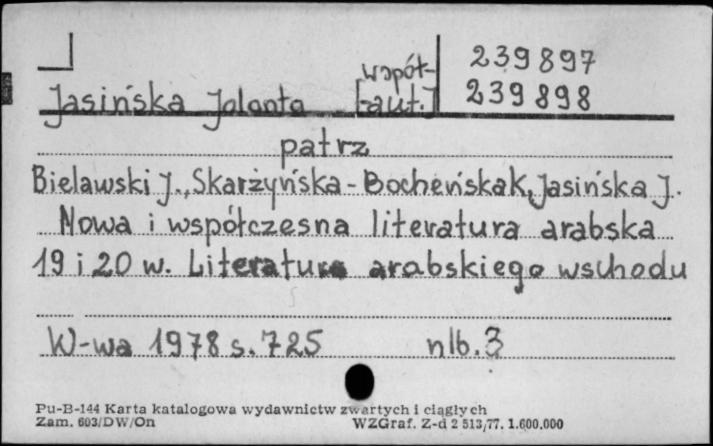 239897
Jasińska Jolanta [współ-
-aut.] 239898
patrz
Bielawski J., Skarżyńska-Bocheńska K, Jasińska J.
Nowa i współczesna literatura arabska
19 i 20 w. Literatura arabskiego wschodu
W-wa 1978 s. 725 nlb. 3
Pu-B-144 Karta katalogowa wydawnictw zwartych i ciągłych
Zam. 603/DW/On WZGraf. Z-d 2 513/77. 1.600.000